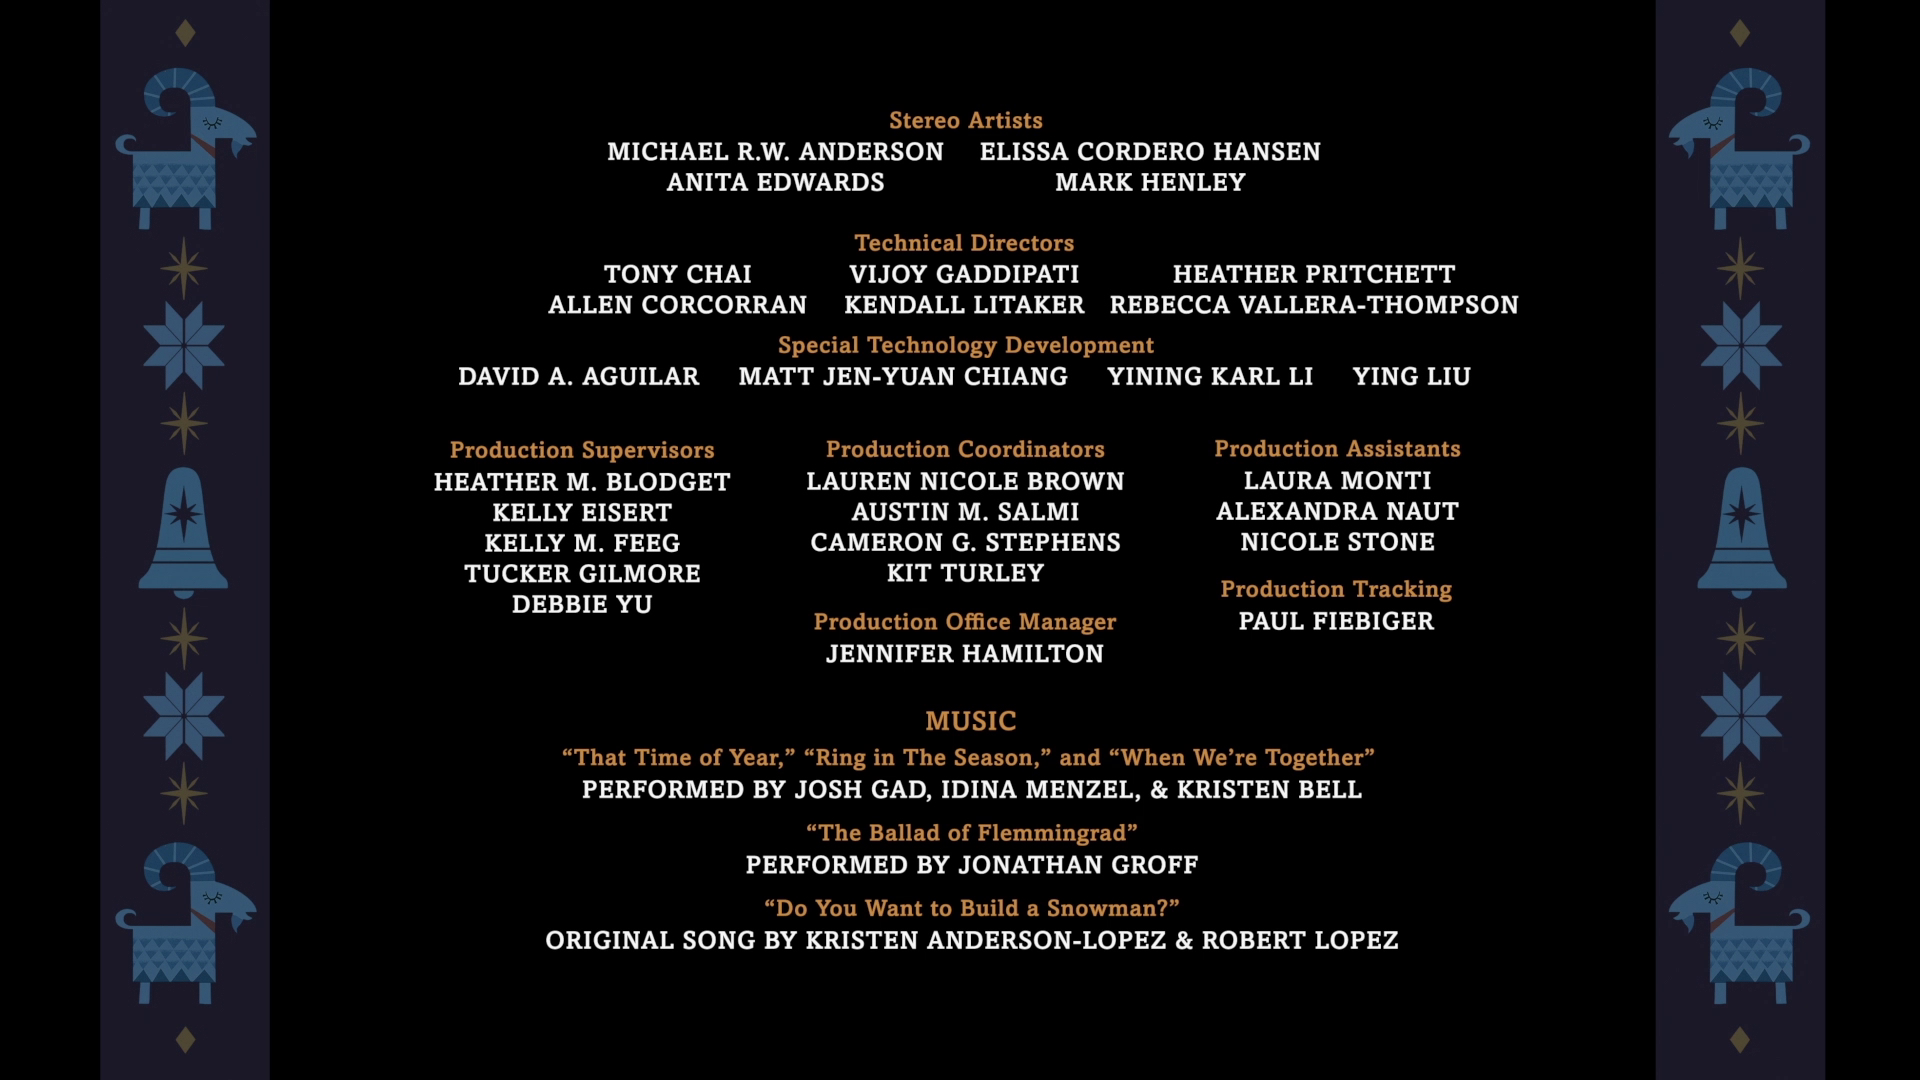 Stereo Artists
MICHAEL R.W. ANDERSON ELISSA CORDERO HANSEN
ANITA EDWARDS MARK HENLEY
Technical Directors
TONY CHAI VIJOY GADDIPATI HEATHER PRITCHETT
ALLEN CORCORRAN KENDALL LITAKER REBECCA VALLERA-THOMPSON
Special Technology Development
DAVID A. AGUILAR MATT JEN-YUAN CHIANG YINING KARL LI YING LIU
Production Supervisors
HEATHER M. BLODGET
KELLY EISERT
KELLY M. FEEG
TUCKER GILMORE
DEBBIE YU
Production Coordinators
LAUREN NICOLE BROWN
AUSTIN M. SALMI
CAMERON G. STEPHENS
KIT TURLEY
Production Office Manager
JENNIFER HAMILTON
Production Assistants
LAURA MONTI
ALEXANDRA NAUT
NICOLE STONE
Production Tracking
PAUL FIEBIGER
MUSIC
“That Time of Year,” “Ring in The Season,” and “When We’re Together”
PERFORMED BY JOSH GAD, IDINA MENZEL, & KRISTEN BELL
“The Ballad of Flemmingrad”
PERFORMED BY JONATHAN GROFF
“Do You Want to Build a Snowman?”
ORIGINAL SONG BY KRISTEN ANDERSON-LOPEZ & ROBERT LOPEZ